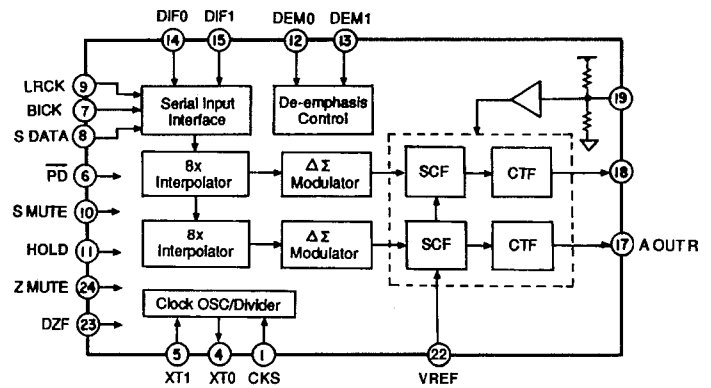 DIF0 DIF1 DEM0 DEM1
14 15 12 13
LRCK 9
BICK 7
S DATA 8
Serial Input
Interface
De-emphasis
Control
19
PD 6
8x
Interpolator
ΔΣ
Modulator
SCF
CTF
18
S MUTE 10
HOLD 11
8x
Interpolator
ΔΣ
Modulator
SCF
CTF
17 A OUT R
Z MUTE 24
DZF 23
Clock OSC/Divider
5 4 1 22
XT1 XT0 CKS VREF